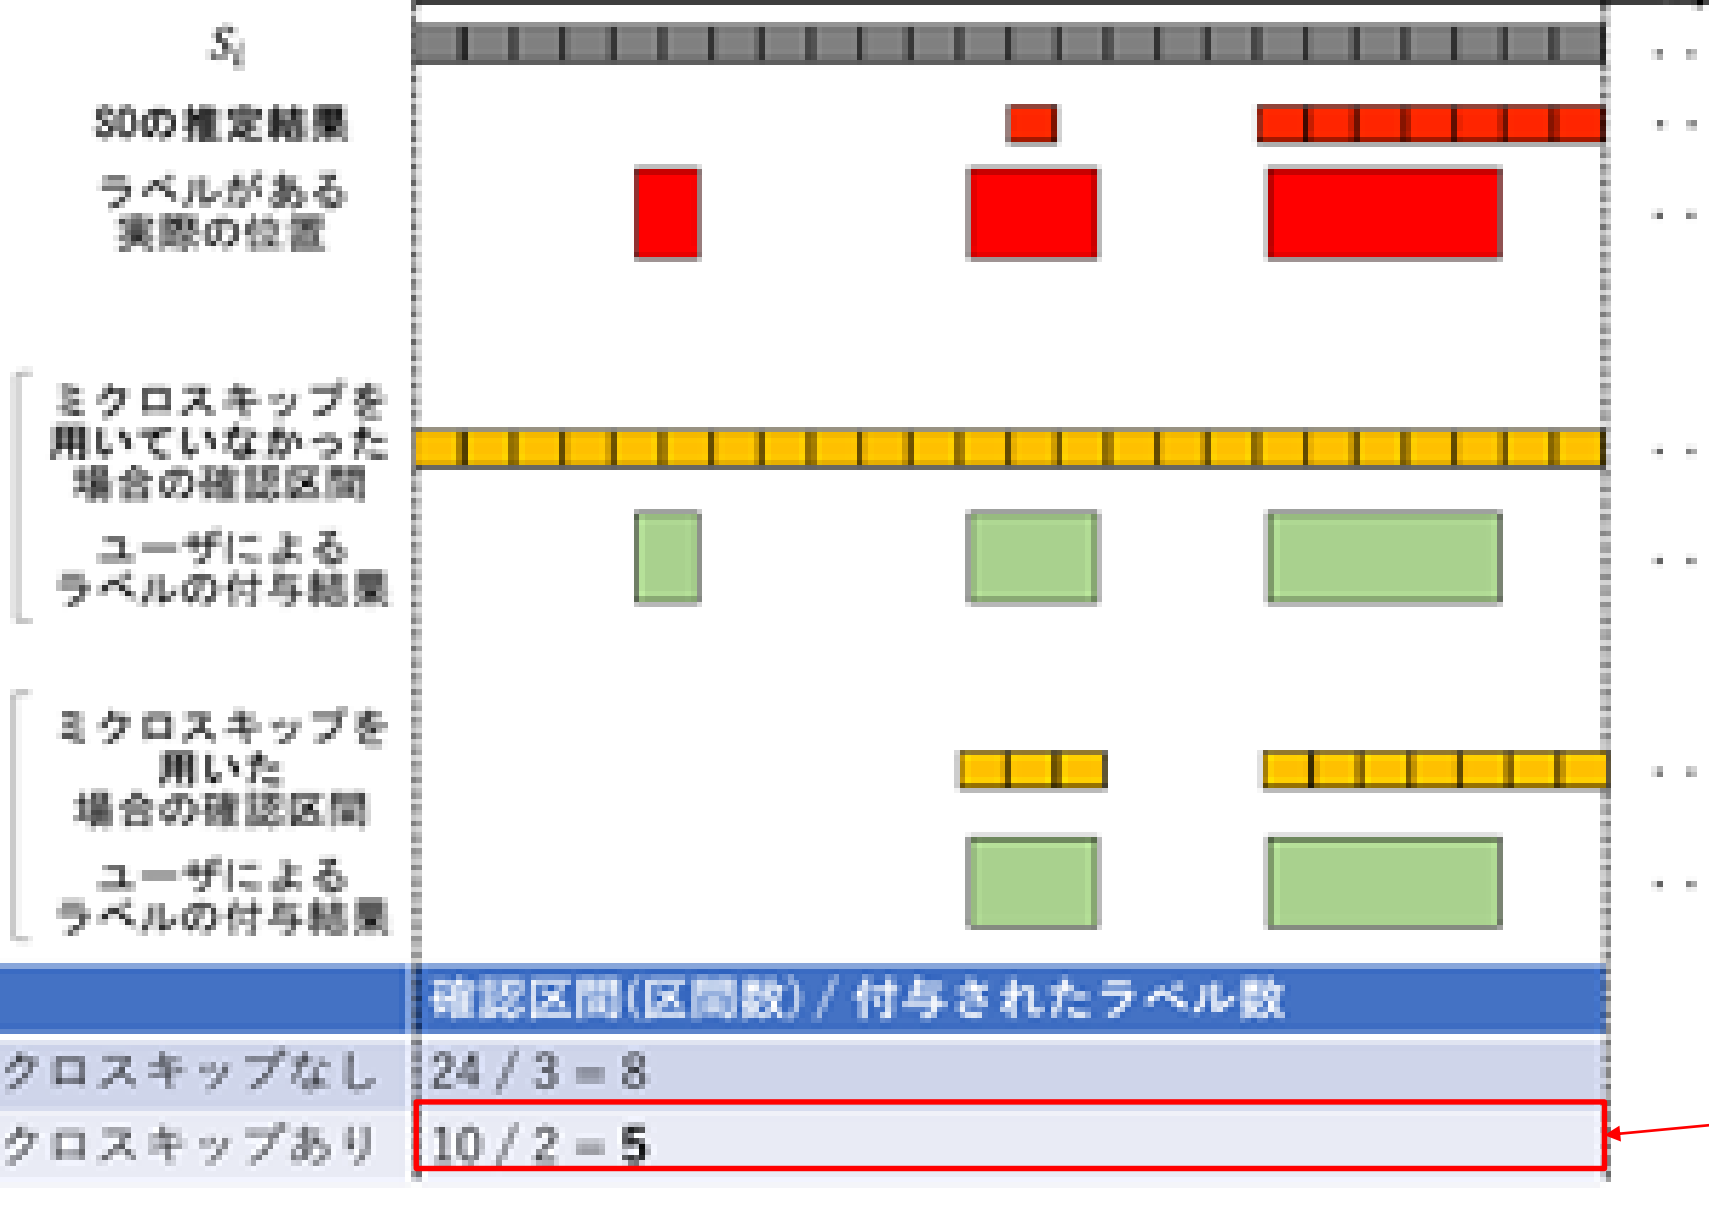 Si
S0の推定結果
ラベルがある
実際の位置
ミクロスキップを
用いていなかった
場合の確認区間
ユーザによる
ラベルの付与結果
ミクロスキップを
用いた
場合の確認区間
ユーザによる
ラベルの付与結果
確認区間(区間数) / 付与されたラベル数
クロスキップなし 24 / 3 = 8
クロスキップあり 10 / 2 = 5